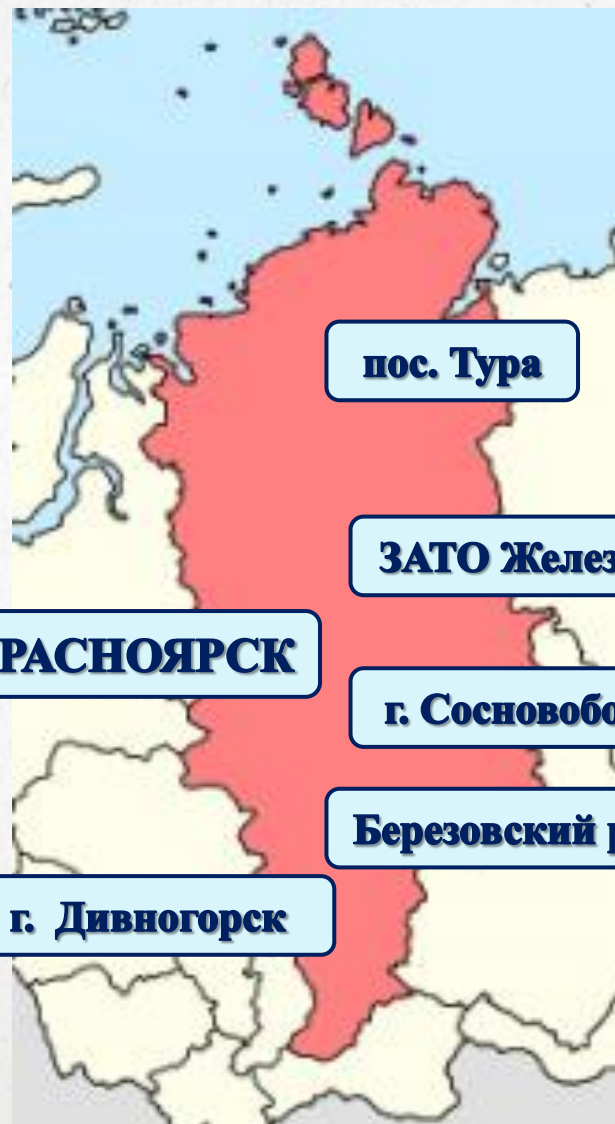 пос. Тура
ЗАТО Желез
РАСНОЯРСК
г. Сосновобо
Березовский р
г. Дивногорск